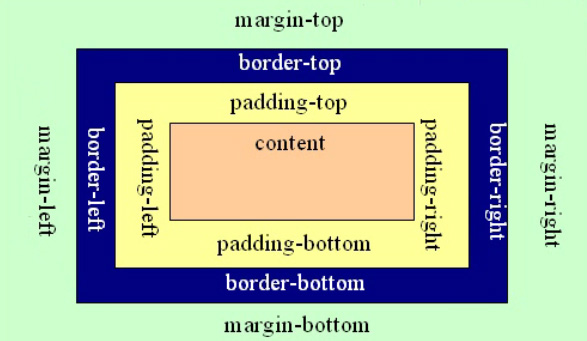 margin-top
border-top
padding-top
content
margin-left
border-left
padding-left
padding-right
border-right
margin-right
padding-bottom
border-bottom
margin-bottom